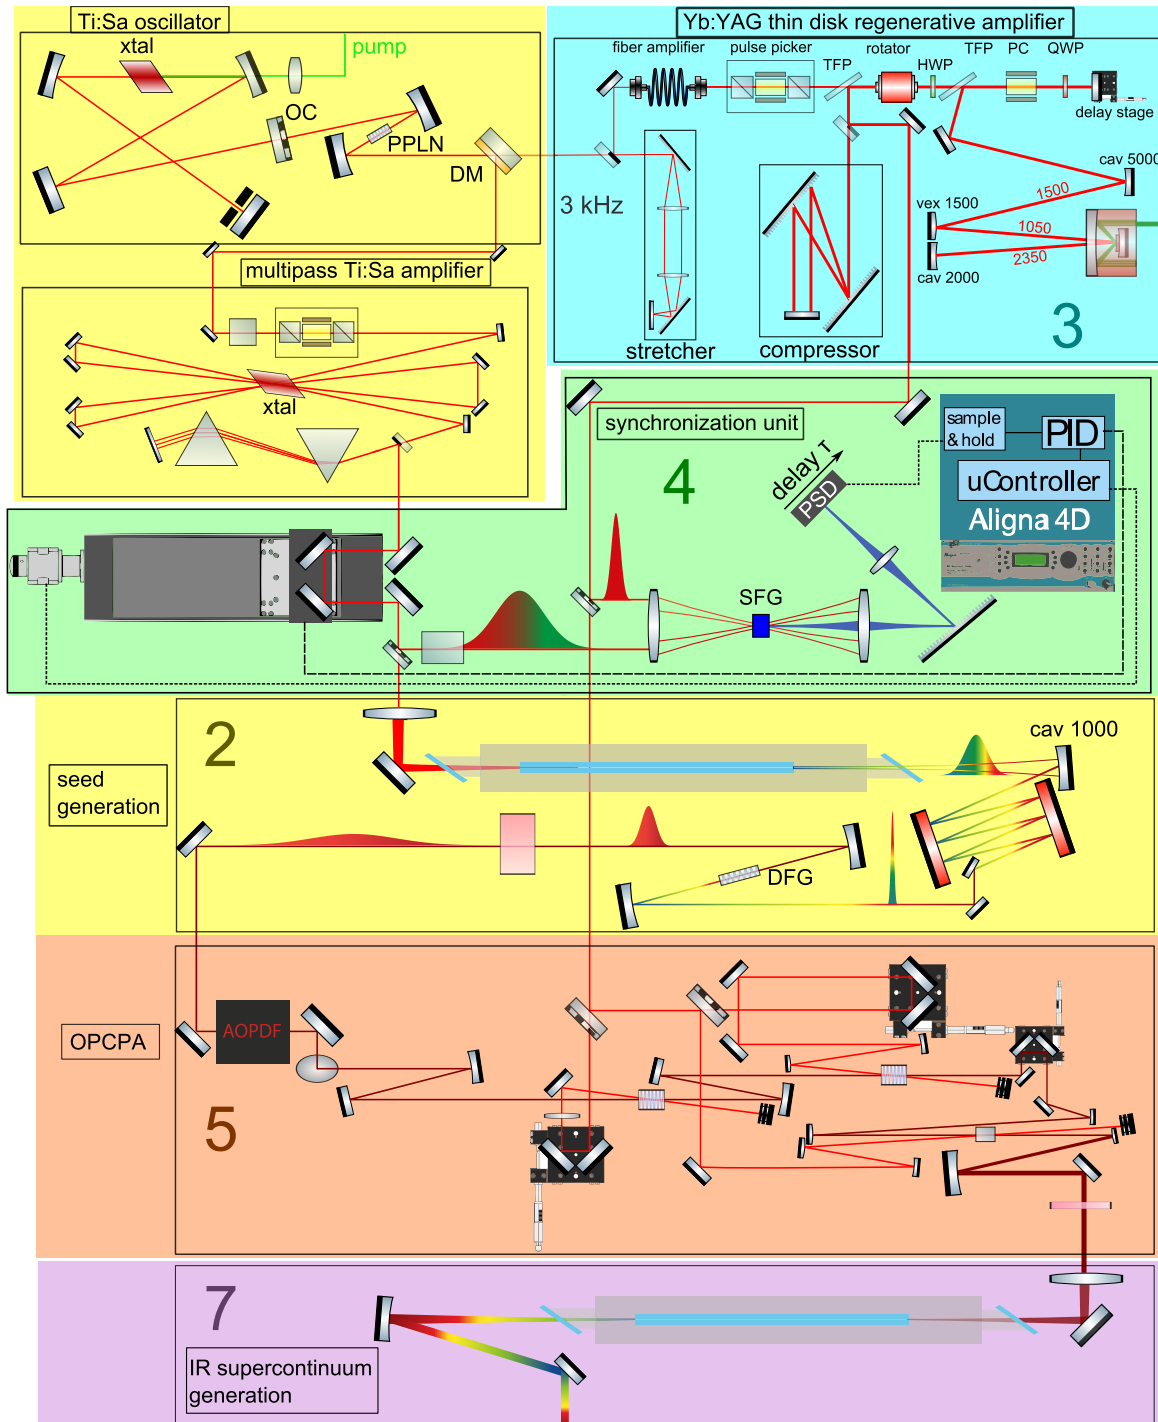 Ti:Sa oscillator
xtal
pump
OC
PPLN
DM
Yb:YAG thin disk regenerative amplifier
fiber amplifier
pulse picker
TFP
rotator
HWP
TFP
PC
QWP
delay stage
cav 5000
1500
vex 1500
1050
2350
cav 2000
3 kHz
stretcher
compressor
3
multipass Ti:Sa amplifier
xtal
synchronization unit
4
delay τ
PSD
sample
& hold
PID
uController
Aligna 4D
SFG
2
seed
generation
cav 1000
DFG
OPCPA
AOPDF
5
7
IR supercontinuum
generation